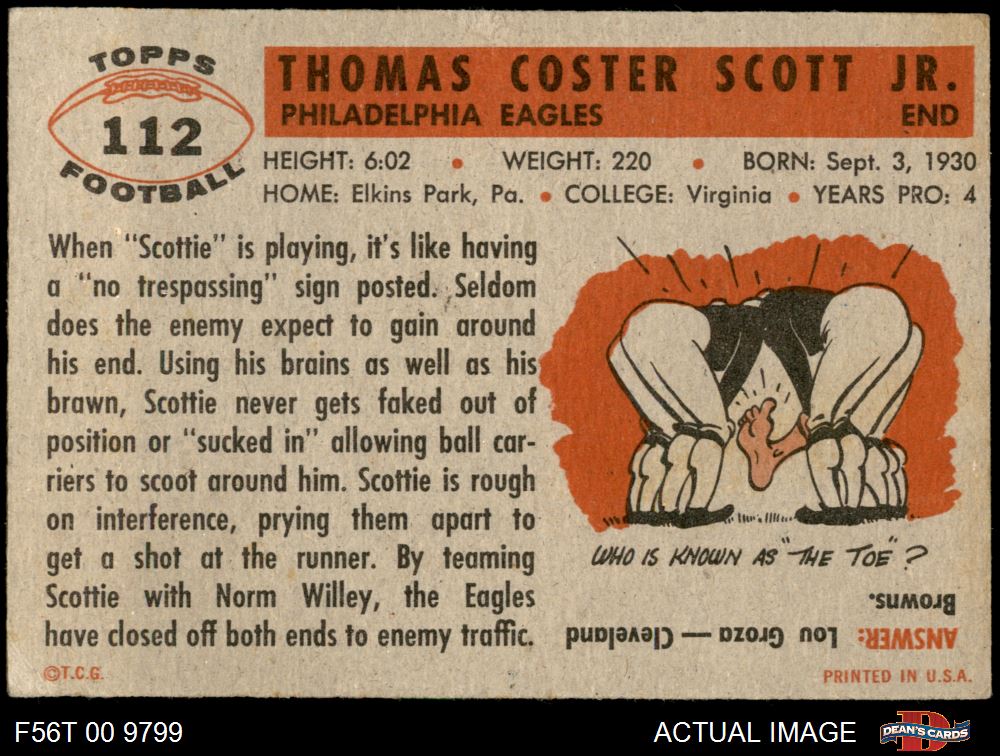 TOPPS
112
FOOTBALL
THOMAS COSTER SCOTT JR.
PHILADELPHIA EAGLES END
HEIGHT: 6:02 • WEIGHT: 220 • BORN: Sept. 3, 1930
HOME: Elkins Park, Pa. • COLLEGE: Virginia • YEARS PRO: 4
When "Scottie" is playing, it's like having
a "no trespassing" sign posted. Seldom
does the enemy expect to gain around
his end. Using his brains as well as his
brawn, Scottie never gets faked out of
position or "sucked in" allowing ball car-
riers to scoot around him. Scottie is rough
on interference, prying them apart to
get a shot at the runner. By teaming
Scottie with Norm Willey, the Eagles
have closed off both ends to enemy traffic.
WHO IS KNOWN AS "THE TOE"?
ANSWER: Lou Groza — Cleveland
Browns.
©T.C.G.
PRINTED IN U.S.A.
F56T 00 9799
ACTUAL IMAGE
D
DEAN'S CARDS